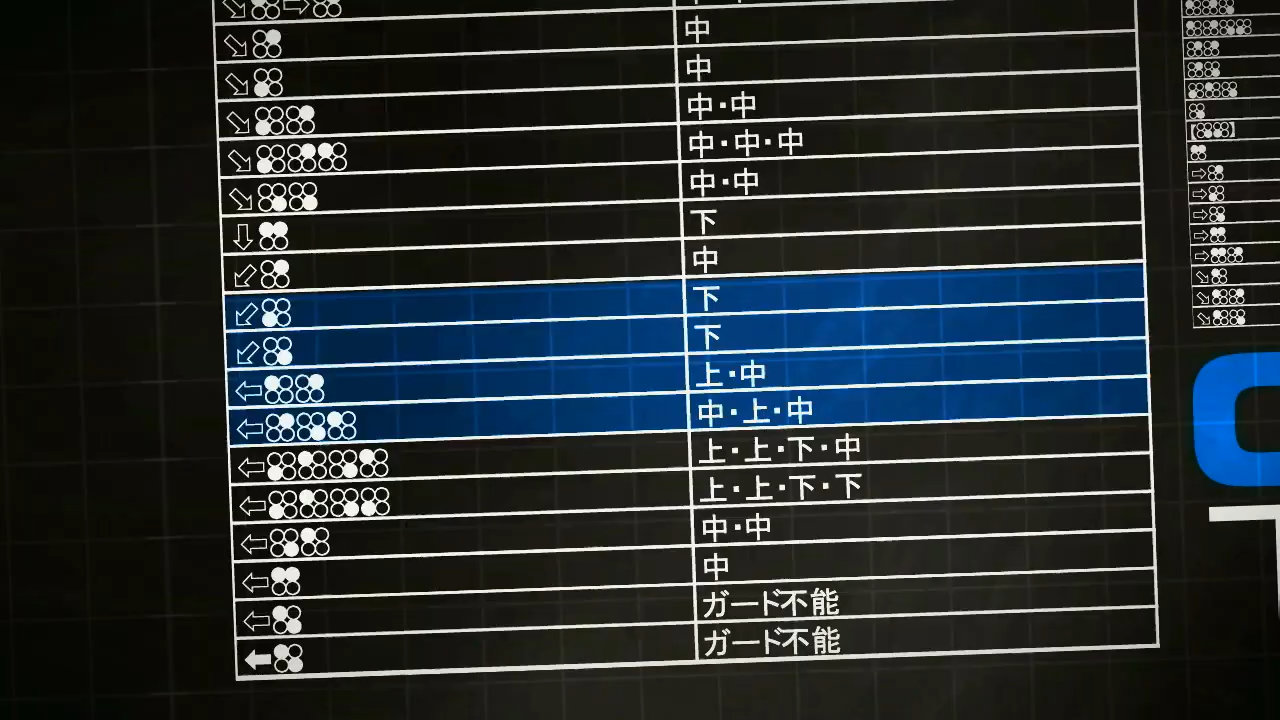 中
中
中・中
中・中・中
中・中
下
中
下
下
上・中
中・上・中
上・上・下・中
上・上・下・下
中・中
中
ガード不能
ガード不能